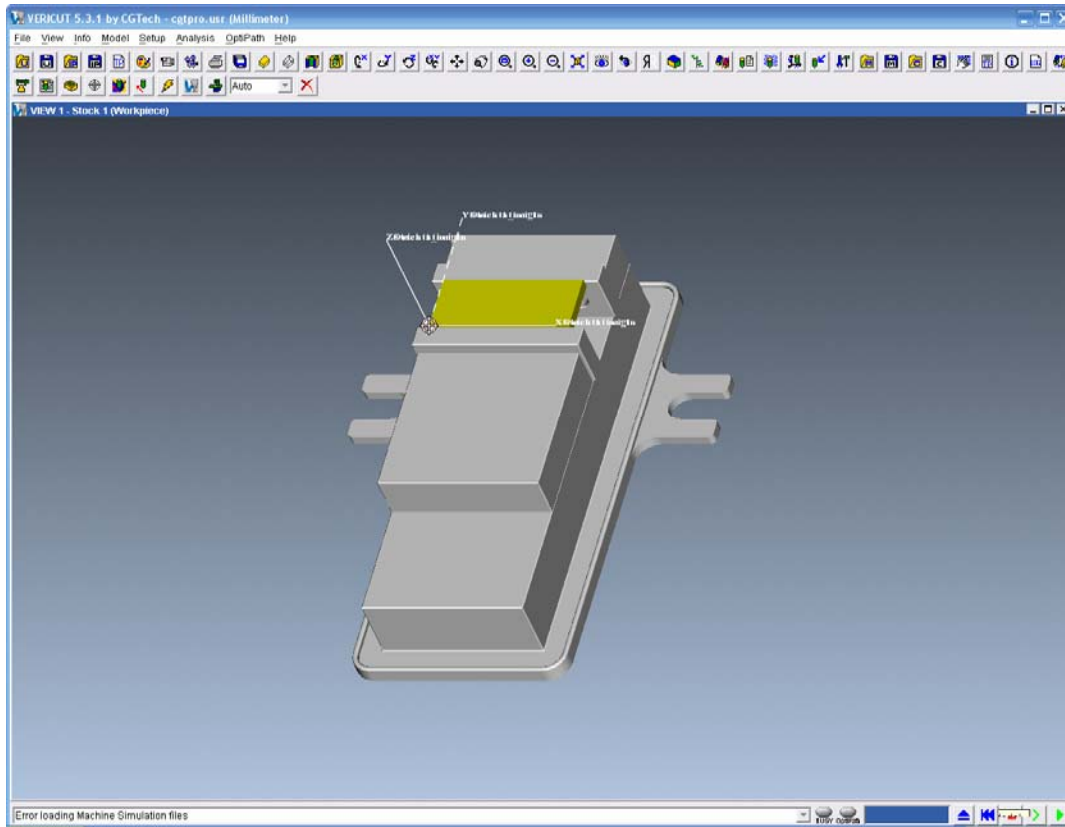 VERICUT 5.3.1 by CGTech - cgtpro.usr (Millimeter)
File View Info Model Setup Analysis OptiPath Help
Auto
VIEW 1 - Stock 1 (Workpiece)
Error loading Machine Simulation files
BUSY